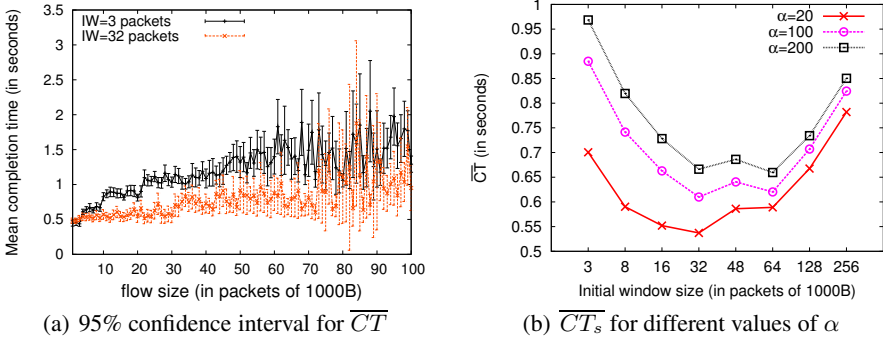 Mean completion time (in seconds)
3.5
3
2.5
2
1.5
1
0.5
0
IW=3 packets
IW=32 packets
10 20 30 40 50 60 70 80 90 100
flow size (in packets of 1000B)
(a) 95% confidence interval for \overline{CT}
\overline{CT} (in seconds)
1
0.95
0.9
0.85
0.8
0.75
0.7
0.65
0.6
0.55
0.5
α=20
α=100
α=200
3 8 16 32 48 64 128 256
Initial window size (in packets of 1000B)
(b) \overline{CT_s} for different values of α